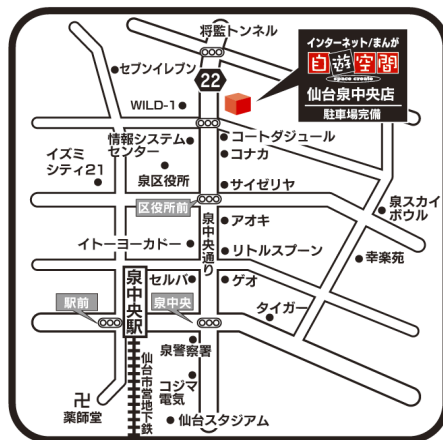 将監トンネル
インターネット/まんが
自遊空間
space create
仙台泉中央店
駐車場完備
セブンイレブン
22
WILD-1
情報システム
センター
コートダジュール
コナカ
イズミ
シティ21
泉区役所
サイゼリヤ
区役所前
泉スカイ
ボウル
アオキ
泉中央通り
イトーヨーカドー
リトルスプーン
幸楽苑
セルバ
ゲオ
泉中央駅
駅前
泉中央
タイガー
泉警察署
仙台市営地下鉄
コジマ
電気
卍
薬師堂
仙台スタジアム